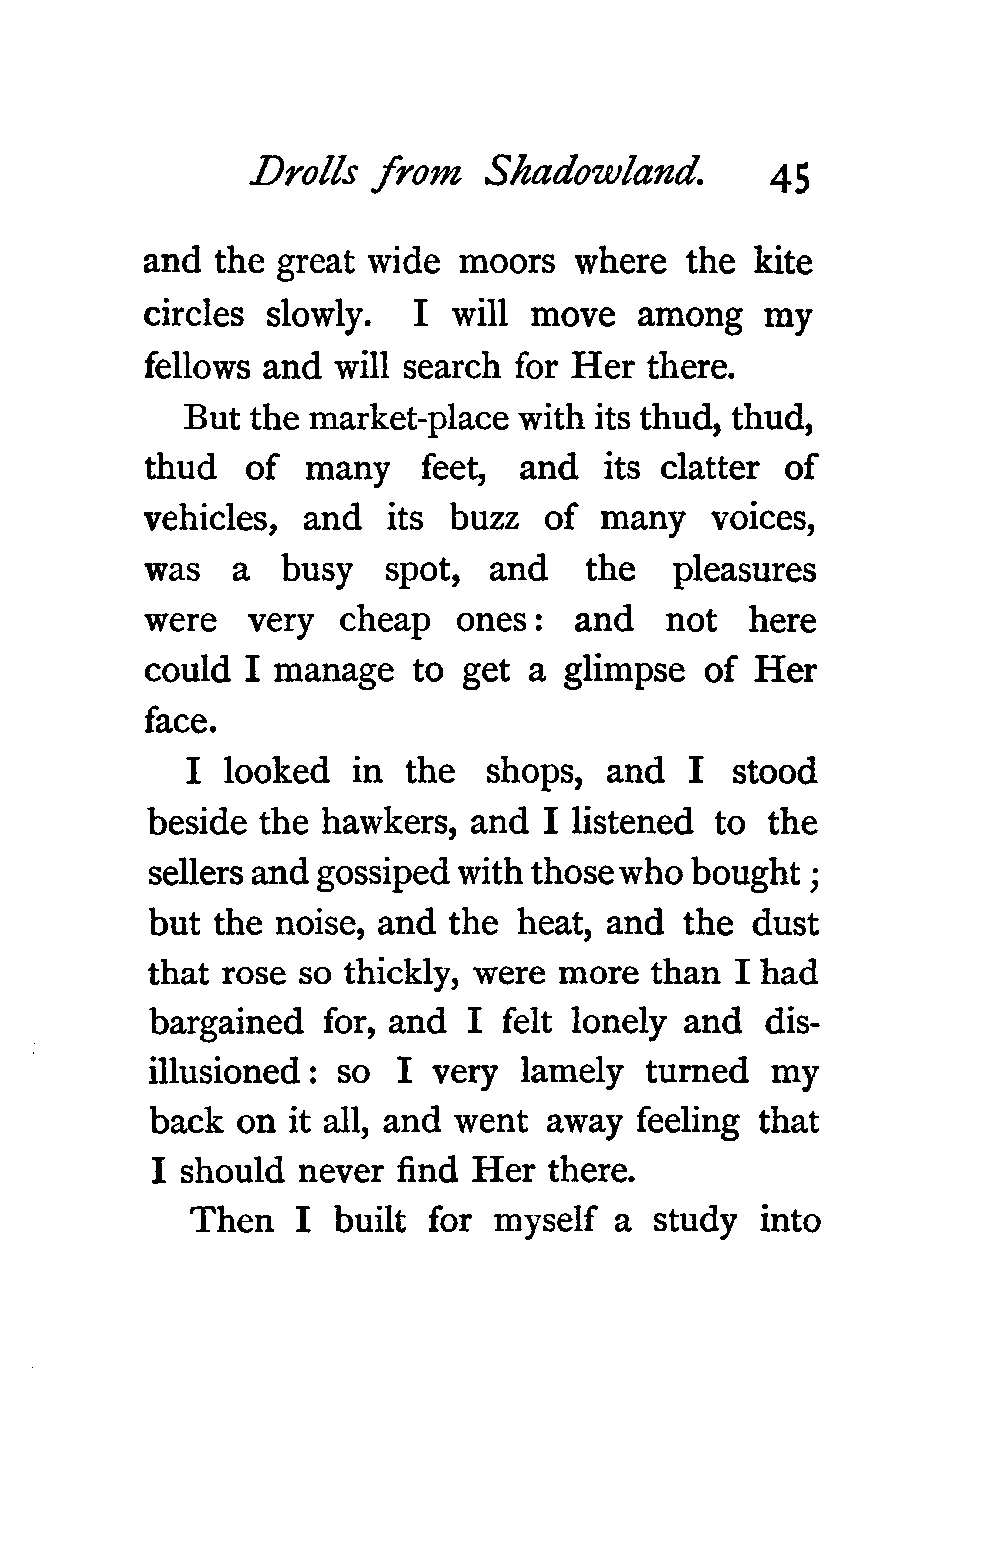 Drolls from Shadowland. 45
and the great wide moors where the kite
circles slowly. I will move among my
fellows and will search for Her there.
But the market-place with its thud, thud,
thud of many feet, and its clatter of
vehicles, and its buzz of many voices,
was a busy spot, and the pleasures
were very cheap ones: and not here
could I manage to get a glimpse of Her
face.
I looked in the shops, and I stood
beside the hawkers, and I listened to the
sellers and gossiped with those who bought;
but the noise, and the heat, and the dust
that rose so thickly, were more than I had
bargained for, and I felt lonely and dis-
illusioned: so I very lamely turned my
back on it all, and went away feeling that
I should never find Her there.
Then I built for myself a study into